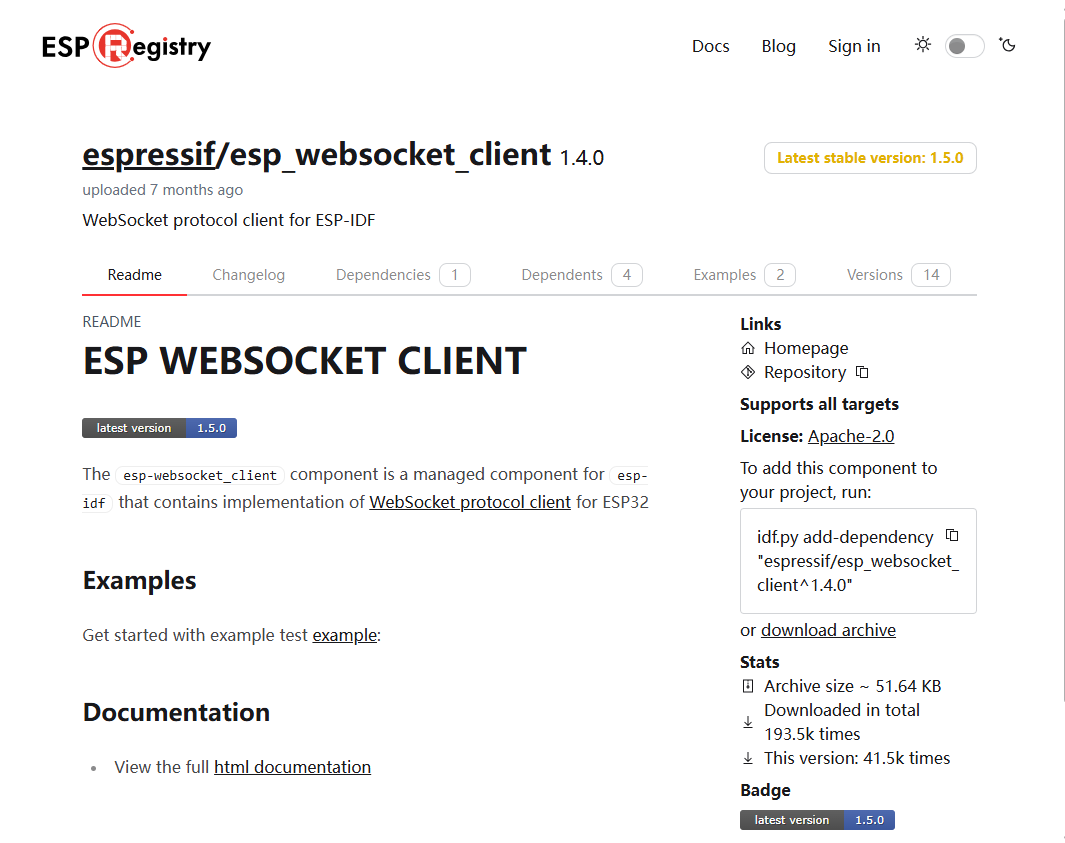 ESP Registry
Docs Blog Sign in
espressif/esp_websocket_client 1.4.0
Latest stable version: 1.5.0
uploaded 7 months ago
WebSocket protocol client for ESP-IDF
Readme Changelog Dependencies 1 Dependents 4 Examples 2 Versions 14
README
ESP WEBSOCKET CLIENT
latest version 1.5.0
The esp-websocket_client component is a managed component for esp-
idf that contains implementation of WebSocket protocol client for ESP32
Examples
Get started with example test example:
Documentation
• View the full html documentation
Links
Homepage
Repository
Supports all targets
License: Apache-2.0
To add this component to
your project, run:
idf.py add-dependency
"espressif/esp_websocket_
client^1.4.0"
or download archive
Stats
Archive size ~ 51.64 KB
Downloaded in total
193.5k times
This version: 41.5k times
Badge
latest version 1.5.0